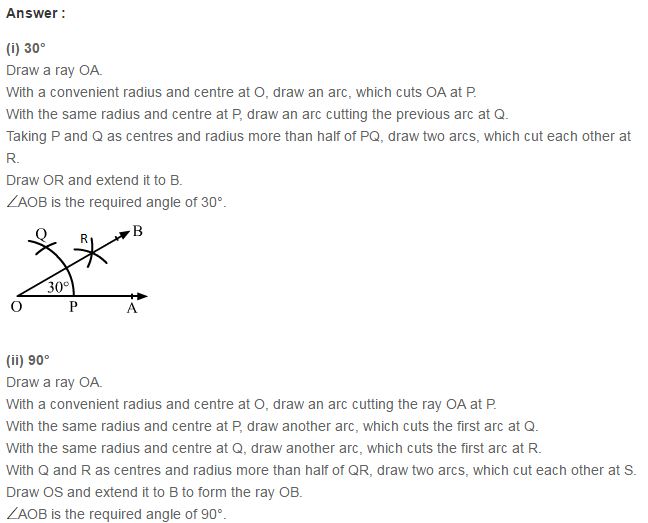 Answer :
(i) 30°
Draw a ray OA.
With a convenient radius and centre at O, draw an arc, which cuts OA at P.
With the same radius and centre at P, draw an arc cutting the previous arc at Q.
Taking P and Q as centres and radius more than half of PQ, draw two arcs, which cut each other at
R.
Draw OR and extend it to B.
∠AOB is the required angle of 30°.
Q R B
30°
O P A
(ii) 90°
Draw a ray OA.
With a convenient radius and centre at O, draw an arc cutting the ray OA at P.
With the same radius and centre at P, draw another arc, which cuts the first arc at Q.
With the same radius and centre at Q, draw another arc, which cuts the first arc at R.
With Q and R as centres and radius more than half of QR, draw two arcs, which cut each other at S.
Draw OS and extend it to B to form the ray OB.
∠AOB is the required angle of 90°.